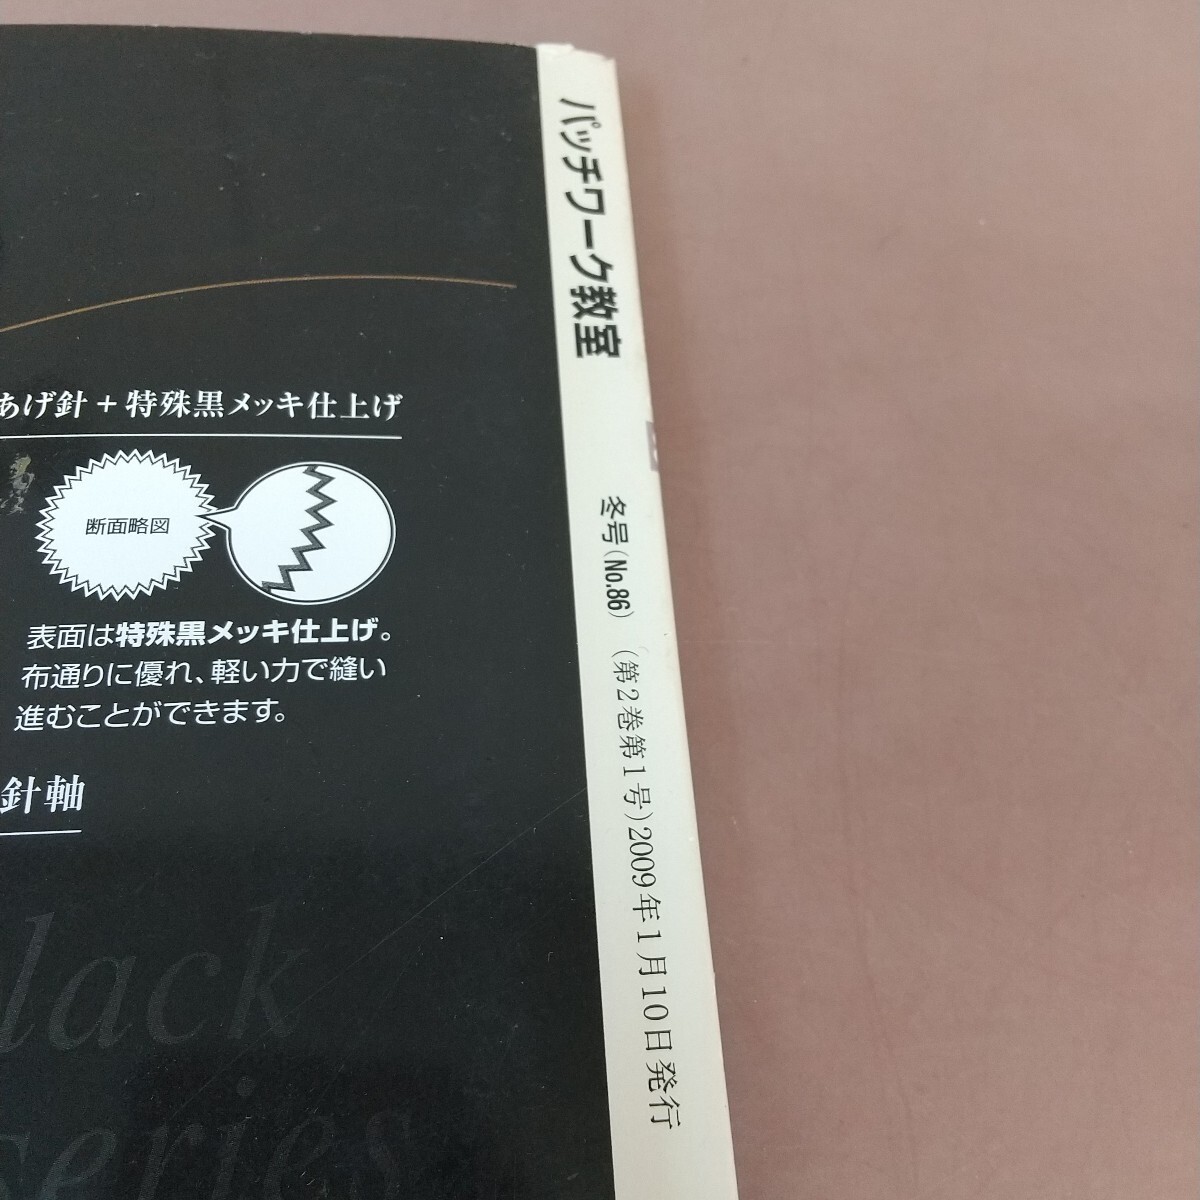 あげ針+特殊黒メッキ仕上げ
断面略図
表面は特殊黒メッキ仕上げ。
布通りに優れ、軽い力で縫い
進むことができます。
針軸
lack
series
パッチワーク教室 冬号(No.86) (第2巻第1号)2009年1月10日発行